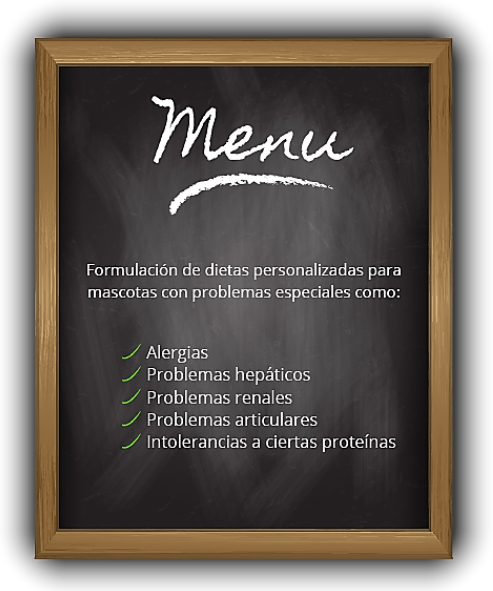 Menu
Formulación de dietas personalizadas para
mascotas con problemas especiales como:
Alergias
Problemas hepáticos
Problemas renales
Problemas articulares
Intolerancias a ciertas proteínas